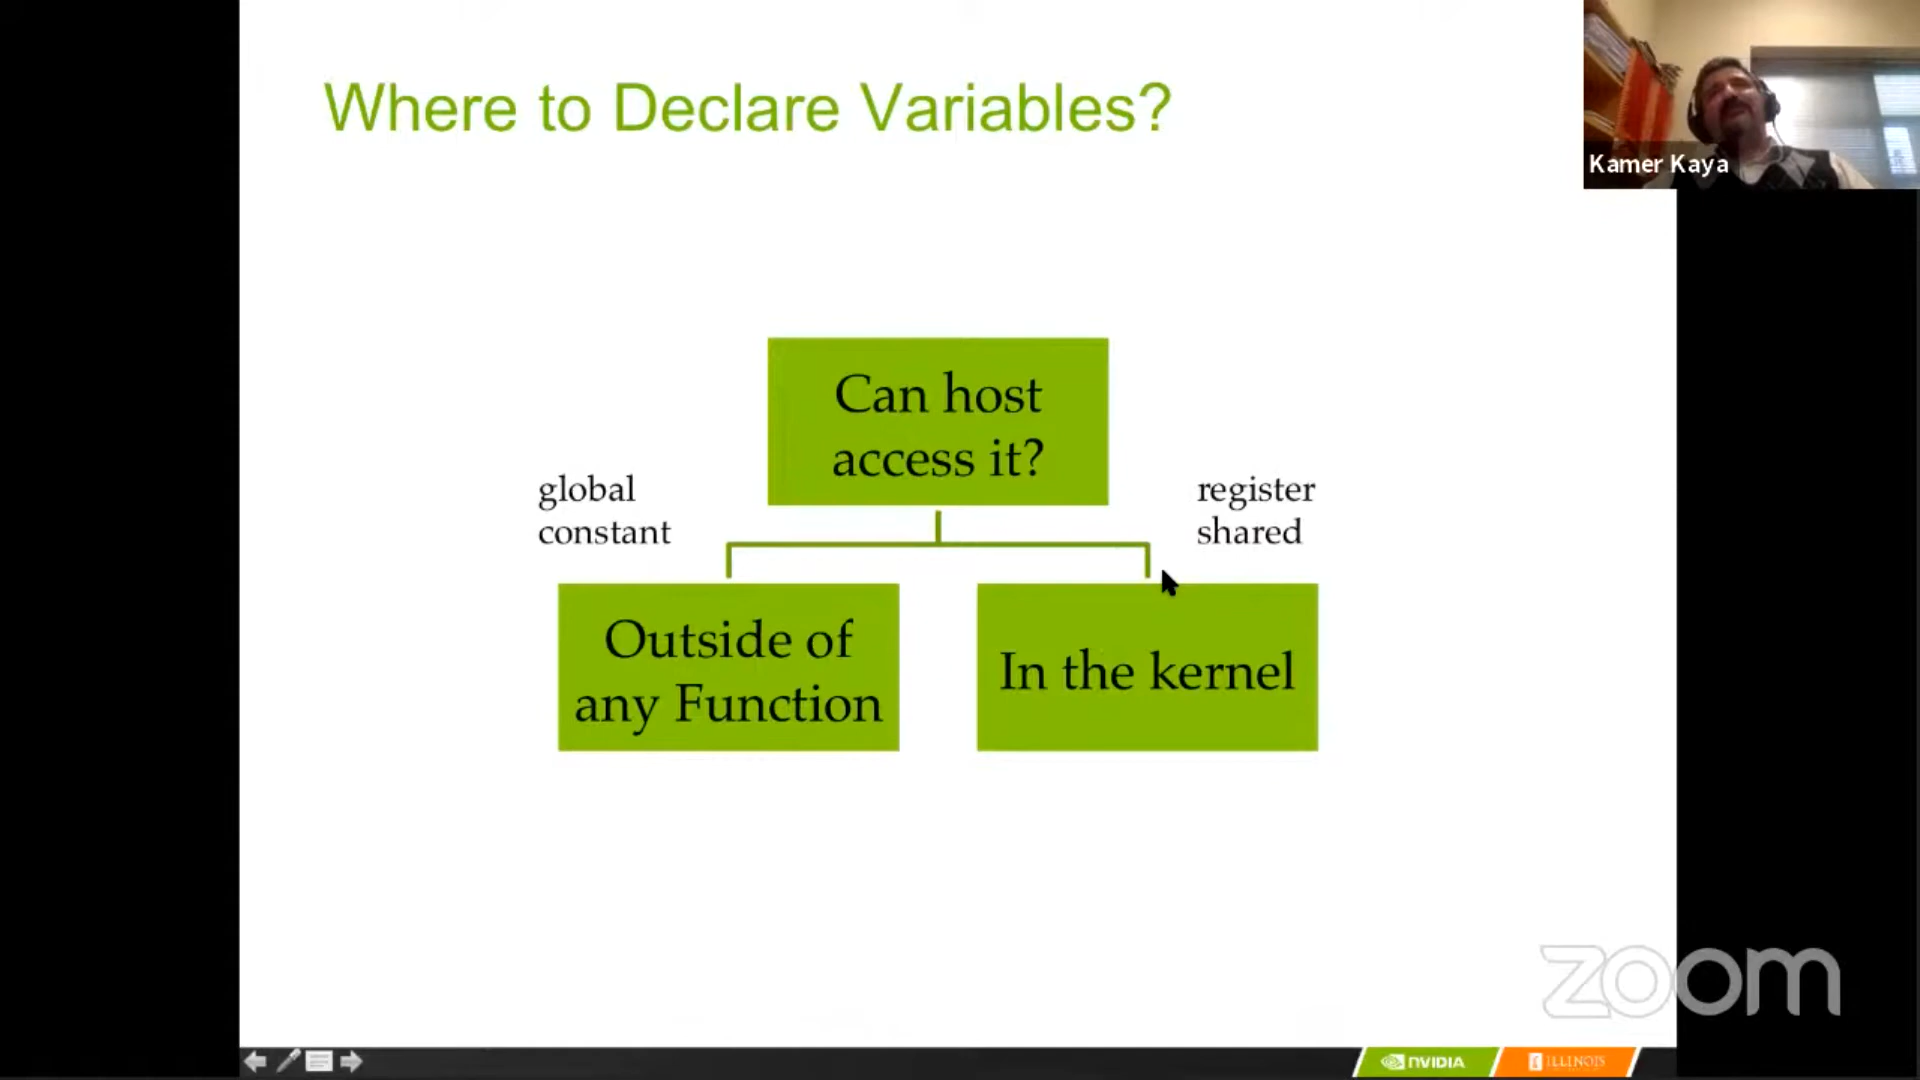 Where to Declare Variables?
Kamer Kaya
Can host
access it?
global
constant
register
shared
Outside of
any Function
In the kernel
zoom
NVIDIA
I ILLINOIS